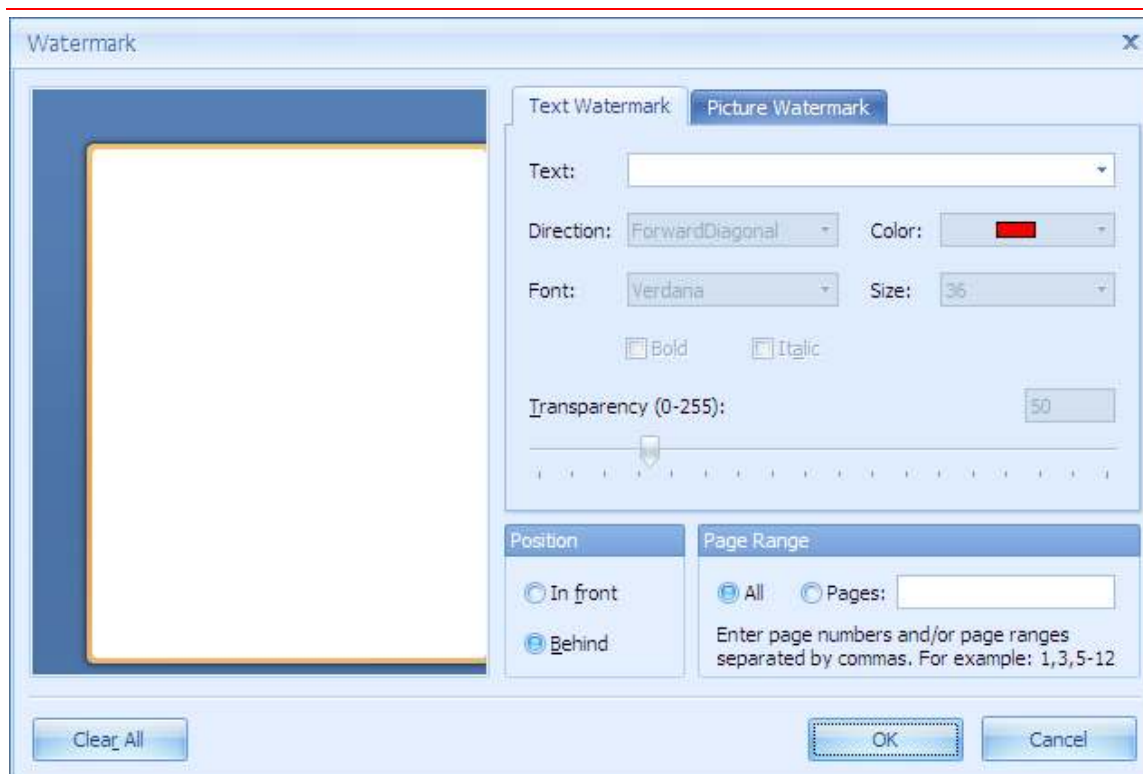 Watermark
Text Watermark Picture Watermark
Text:
Direction: ForwardDiagonal Color:
Font: Verdana Size: 36
Bold Italic
Transparency (0-255): 50
Position
In front
Behind
Page Range
All Pages:
Enter page numbers and/or page ranges
separated by commas. For example: 1,3,5-12
Clear All OK Cancel